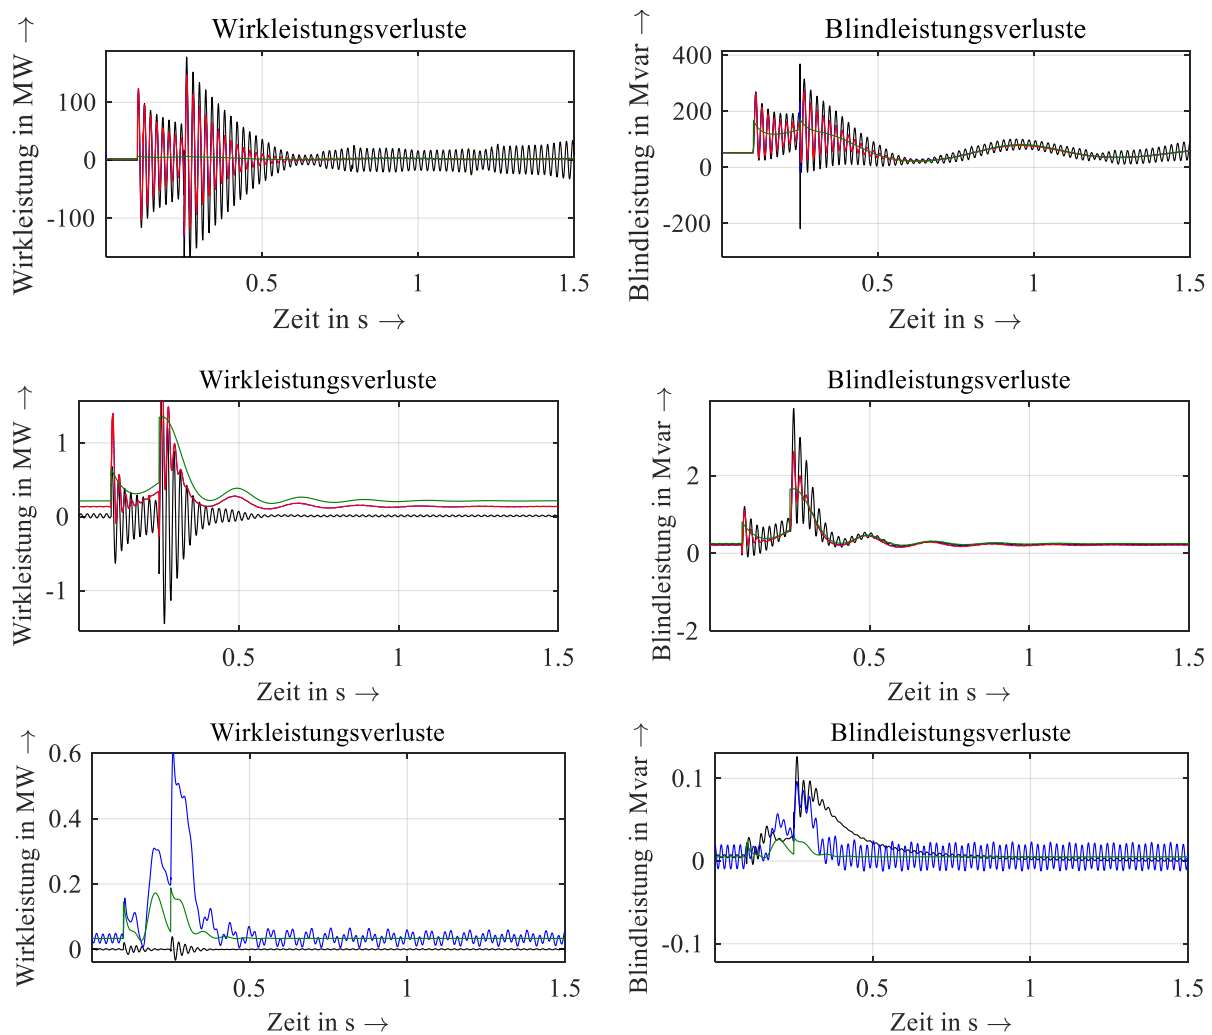 Wirkleistungsverluste
Wirkleistung in MW →
100
0
-100
0.5
1
1.5
Zeit in s →
Blindleistungsverluste
Blindleistung in Mvar →
400
200
0
-200
0.5
1
1.5
Zeit in s →
Wirkleistungsverluste
Wirkleistung in MW →
1
0
-1
0.5
1
1.5
Zeit in s →
Blindleistungsverluste
Blindleistung in Mvar →
2
0
-2
0.5
1
1.5
Zeit in s →
Wirkleistungsverluste
Wirkleistung in MW →
0.6
0.4
0.2
0
0.5
1
1.5
Zeit in s →
Blindleistungsverluste
Blindleistung in Mvar →
0.1
0
-0.1
0.5
1
1.5
Zeit in s →